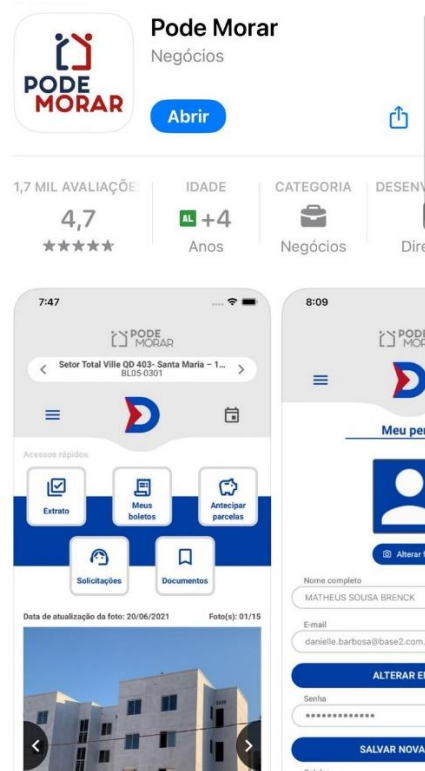 Pode Morar
Negócios
PODE
MORAR
Abrir
1,7 MIL AVALIAÇÕE
IDADE
CATEGORIA
DESENV
4,7
AL +4
Anos
Negócios
Dire
7:47
PODE
MORAR
Setor Total Ville QD 403- Santa Maria – 1...
BL05-0301
Acessos rápidos
Extrato
Meus
boletos
Antecipar
parcelas
Solicitações
Documentos
Data de atualização da foto: 20/06/2021
Foto(s): 01/15
8:09
Meu per
Alterar f
Nome completo
MATHEUS SOUSA BRENCK
E-mail
danielle.barbosa@base2.com.
ALTERAR E
Senha
SALVAR NOVA